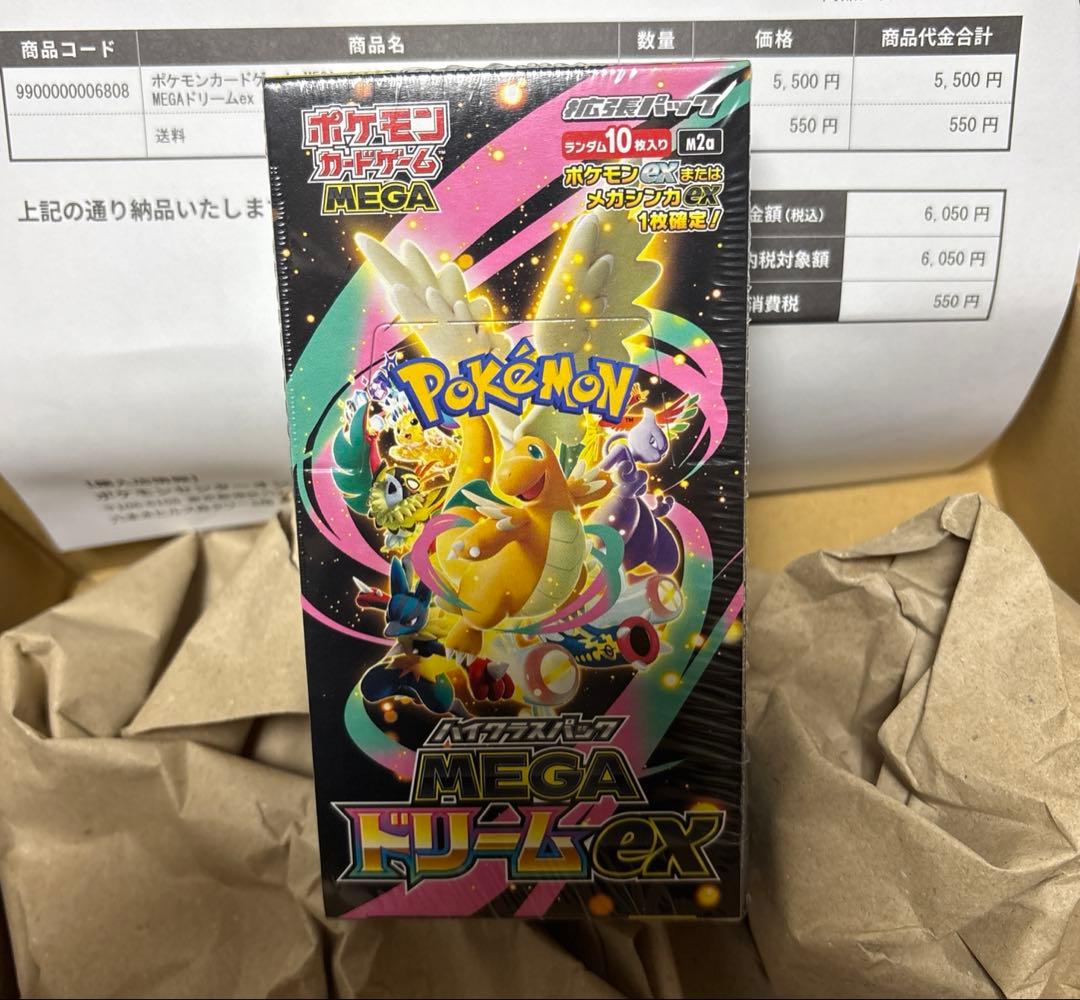 商品コード 商品名 数量 価格 商品代金合計
9900000006808 ポケモンカードゲ 5,500 円 5,500 円
MEGAドリームex
送料 550 円 550 円
上記の通り納品いたしま
金額(税込) 6,050 円
内税対象額 6,050 円
消費税 550 円
ポケモン
カードゲーム
MEGA
拡張パック
ランダム10枚入り M2a
ポケモンexまたは
メガシンカex
1枚確定!
POKéMON
ハイクラスパック
MEGA
ドリームex